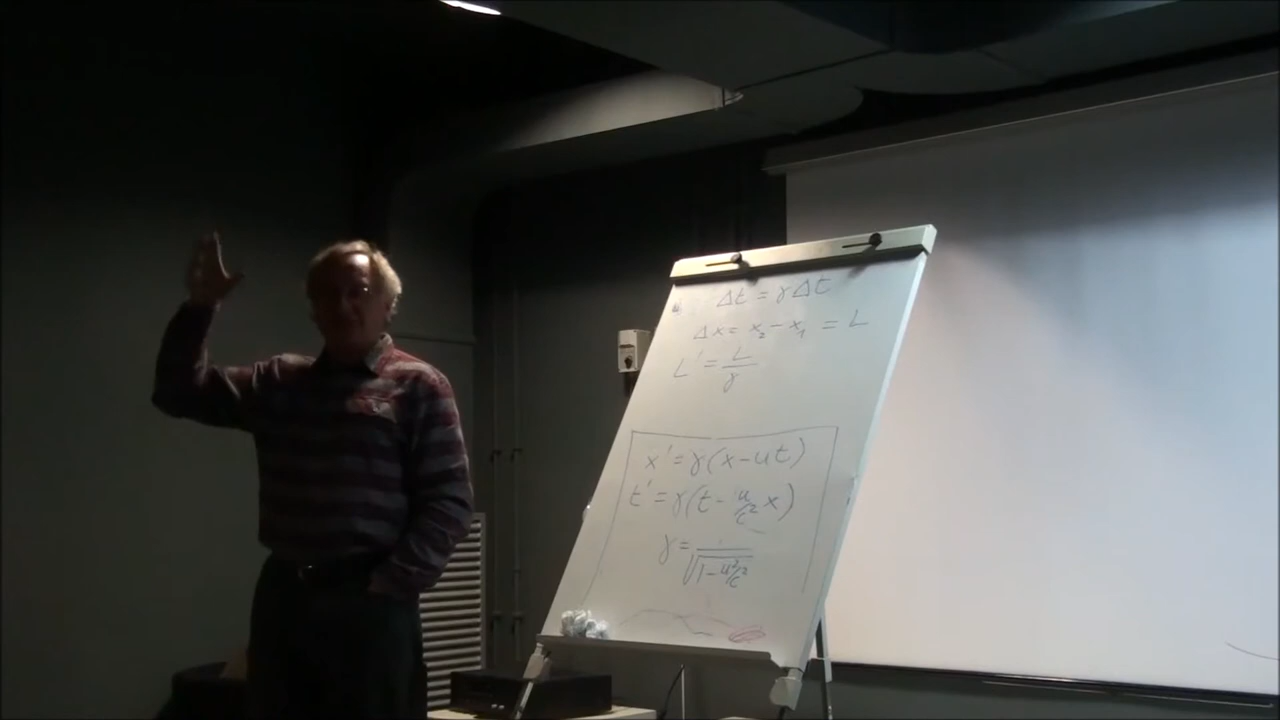 Δt = γΔt
Δx = x₂ - x₁ = L
L' = L/γ
x' = γ(x - ut)
t' = γ(t - u/c² x)
γ = 1/√(1 - u²/c²)